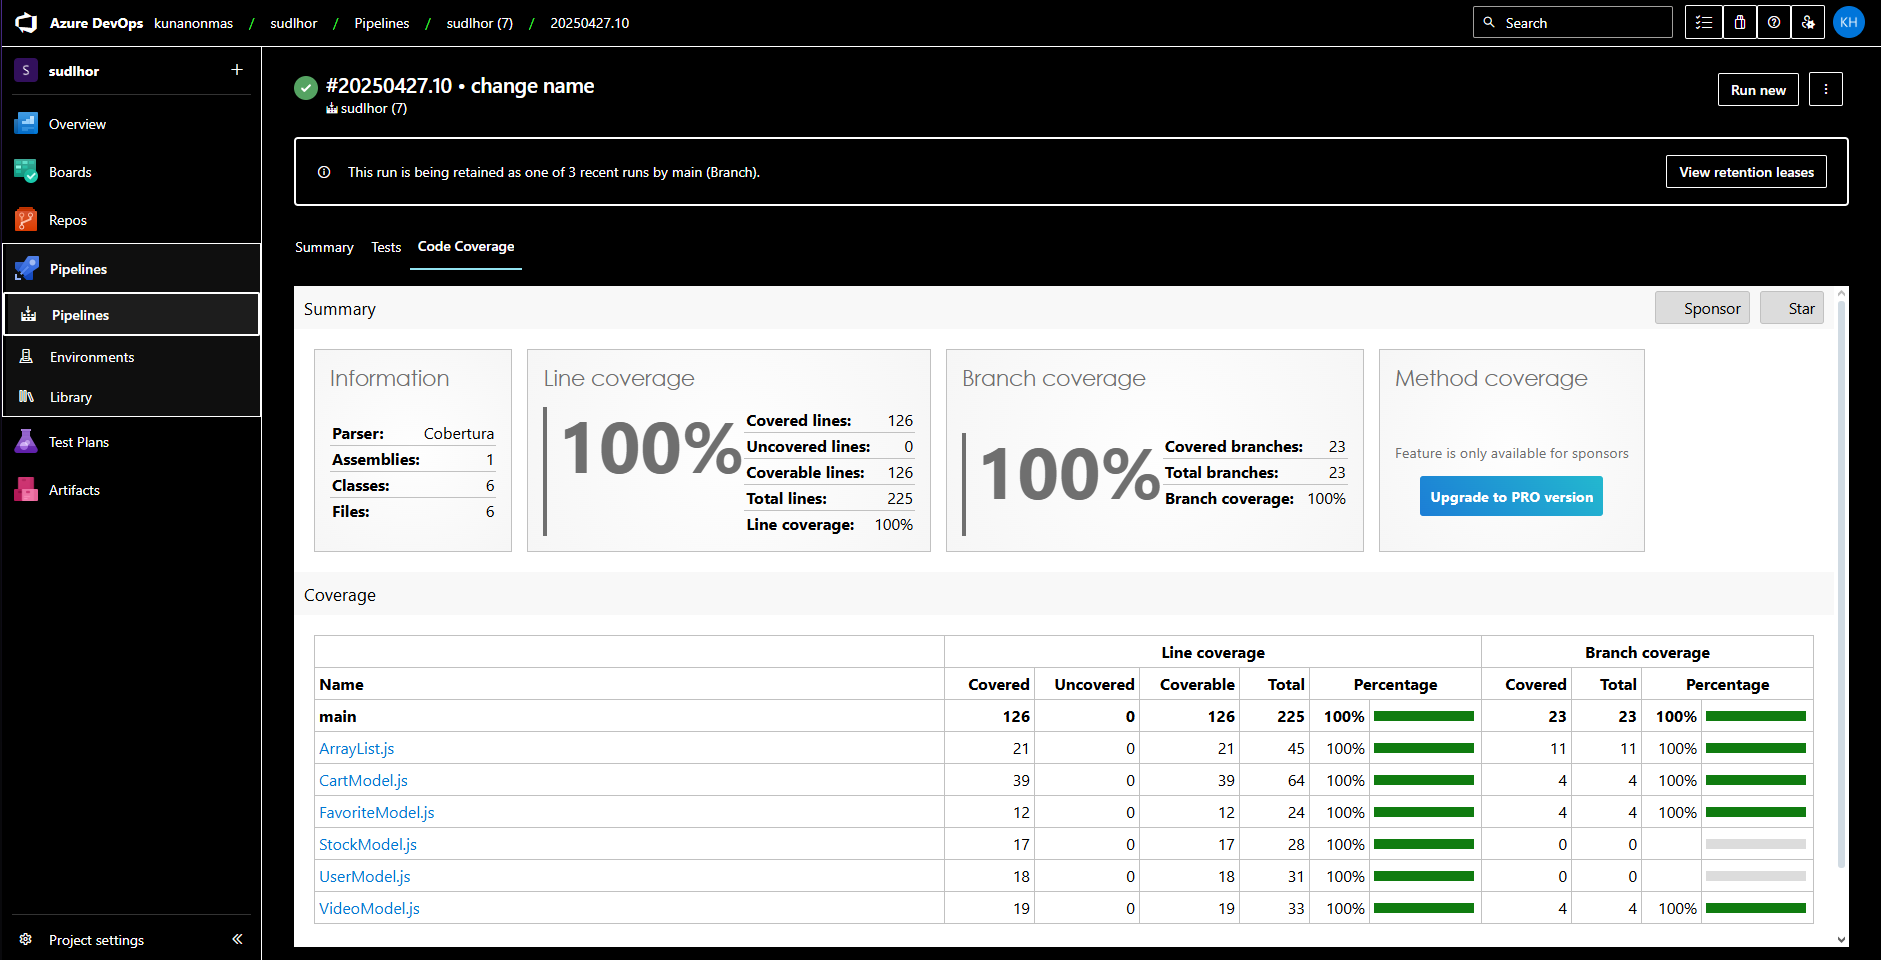 Azure DevOps kunanonmas / sudlhor / Pipelines / sudlhor (7) / 20250427.10
Search
KH
S sudlhor +
Overview
Boards
Repos
Pipelines
Pipelines
Environments
Library
Test Plans
Artifacts
Project settings
#20250427.10 • change name
sudlhor (7)
Run new
This run is being retained as one of 3 recent runs by main (Branch).
View retention leases
Summary Tests Code Coverage
Summary
Sponsor Star
Information
Parser: Cobertura
Assemblies: 1
Classes: 6
Files: 6
Line coverage
100%
Covered lines: 126
Uncovered lines: 0
Coverable lines: 126
Total lines: 225
Line coverage: 100%
Branch coverage
100%
Covered branches: 23
Total branches: 23
Branch coverage: 100%
Method coverage
Feature is only available for sponsors
Upgrade to PRO version
Coverage
Line coverage Branch coverage
Name Covered Uncovered Coverable Total Percentage Covered Total Percentage
main 126 0 126 225 100% 23 23 100%
ArrayList.js 21 0 21 45 100% 11 11 100%
CartModel.js 39 0 39 64 100% 4 4 100%
FavoriteModel.js 12 0 12 24 100% 4 4 100%
StockModel.js 17 0 17 28 100% 0 0
UserModel.js 18 0 18 31 100% 0 0
VideoModel.js 19 0 19 33 100% 4 4 100%